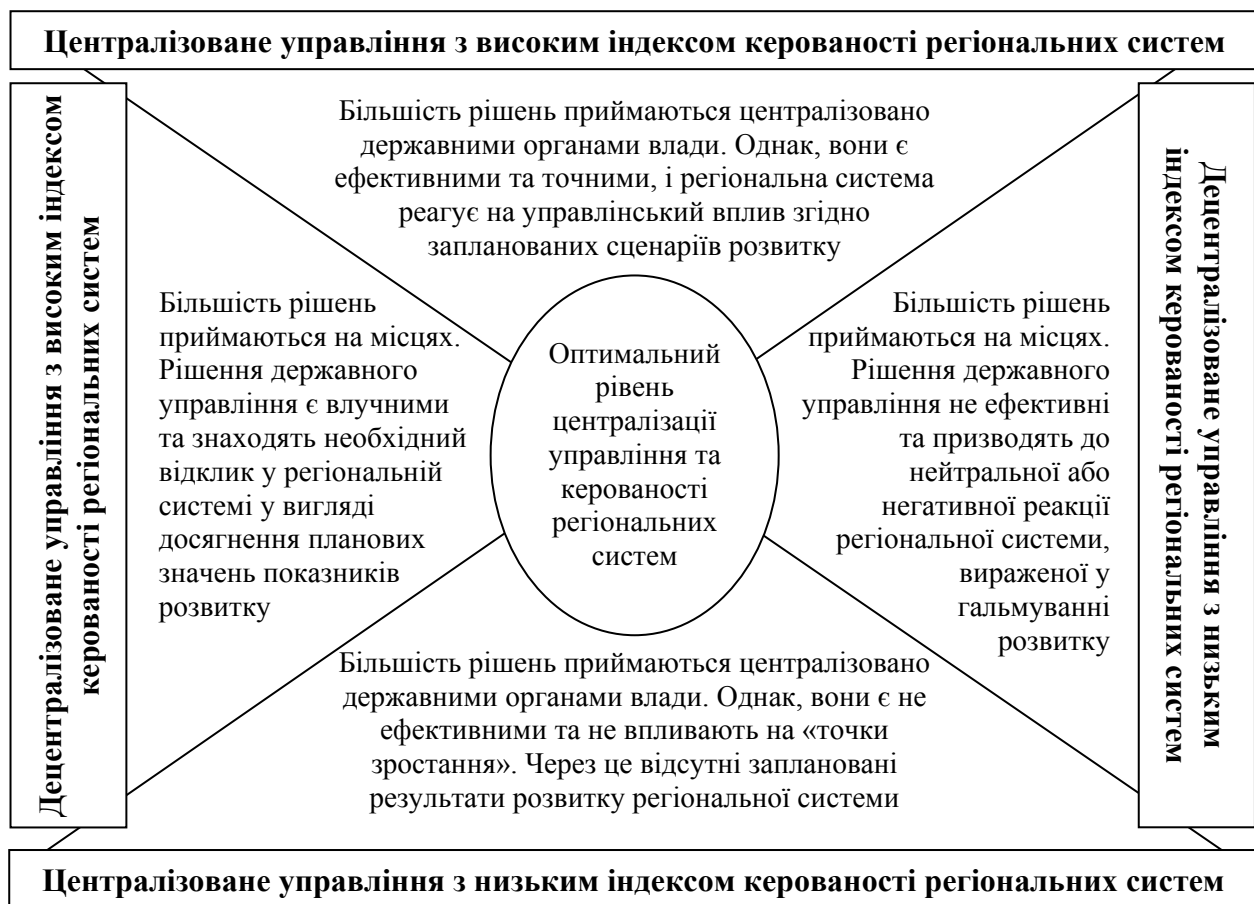 Централізоване управління з високим індексом керованості регіональних систем
Децентралізоване управління з високим індексом
керованості регіональних систем
Більшість рішень приймаються централізовано
державними органами влади. Однак, вони є
ефективними та точними, і регіональна система
реагує на управлінський вплив згідно
запланованих сценаріїв розвитку
Більшість рішень
приймаються на місцях.
Рішення державного
управління є влучними
та знаходять необхідний
відклик у регіональній
системі у вигляді
досягнення планових
значень показників
розвитку
Оптимальний
рівень
централізації
управління та
керованості
регіональних
систем
Більшість рішень
приймаються на місцях.
Рішення державного
управління не ефективні
та призводять до
нейтральної або
негативної реакції
регіональної системи,
вираженої у
гальмуванні
розвитку
Децентралізоване управління з низьким
індексом керованості регіональних систем
Більшість рішень приймаються централізовано
державними органами влади. Однак, вони є не
ефективними та не впливають на «точки
зростання». Через це відсутні заплановані
результати розвитку регіональної системи
Централізоване управління з низьким індексом керованості регіональних систем